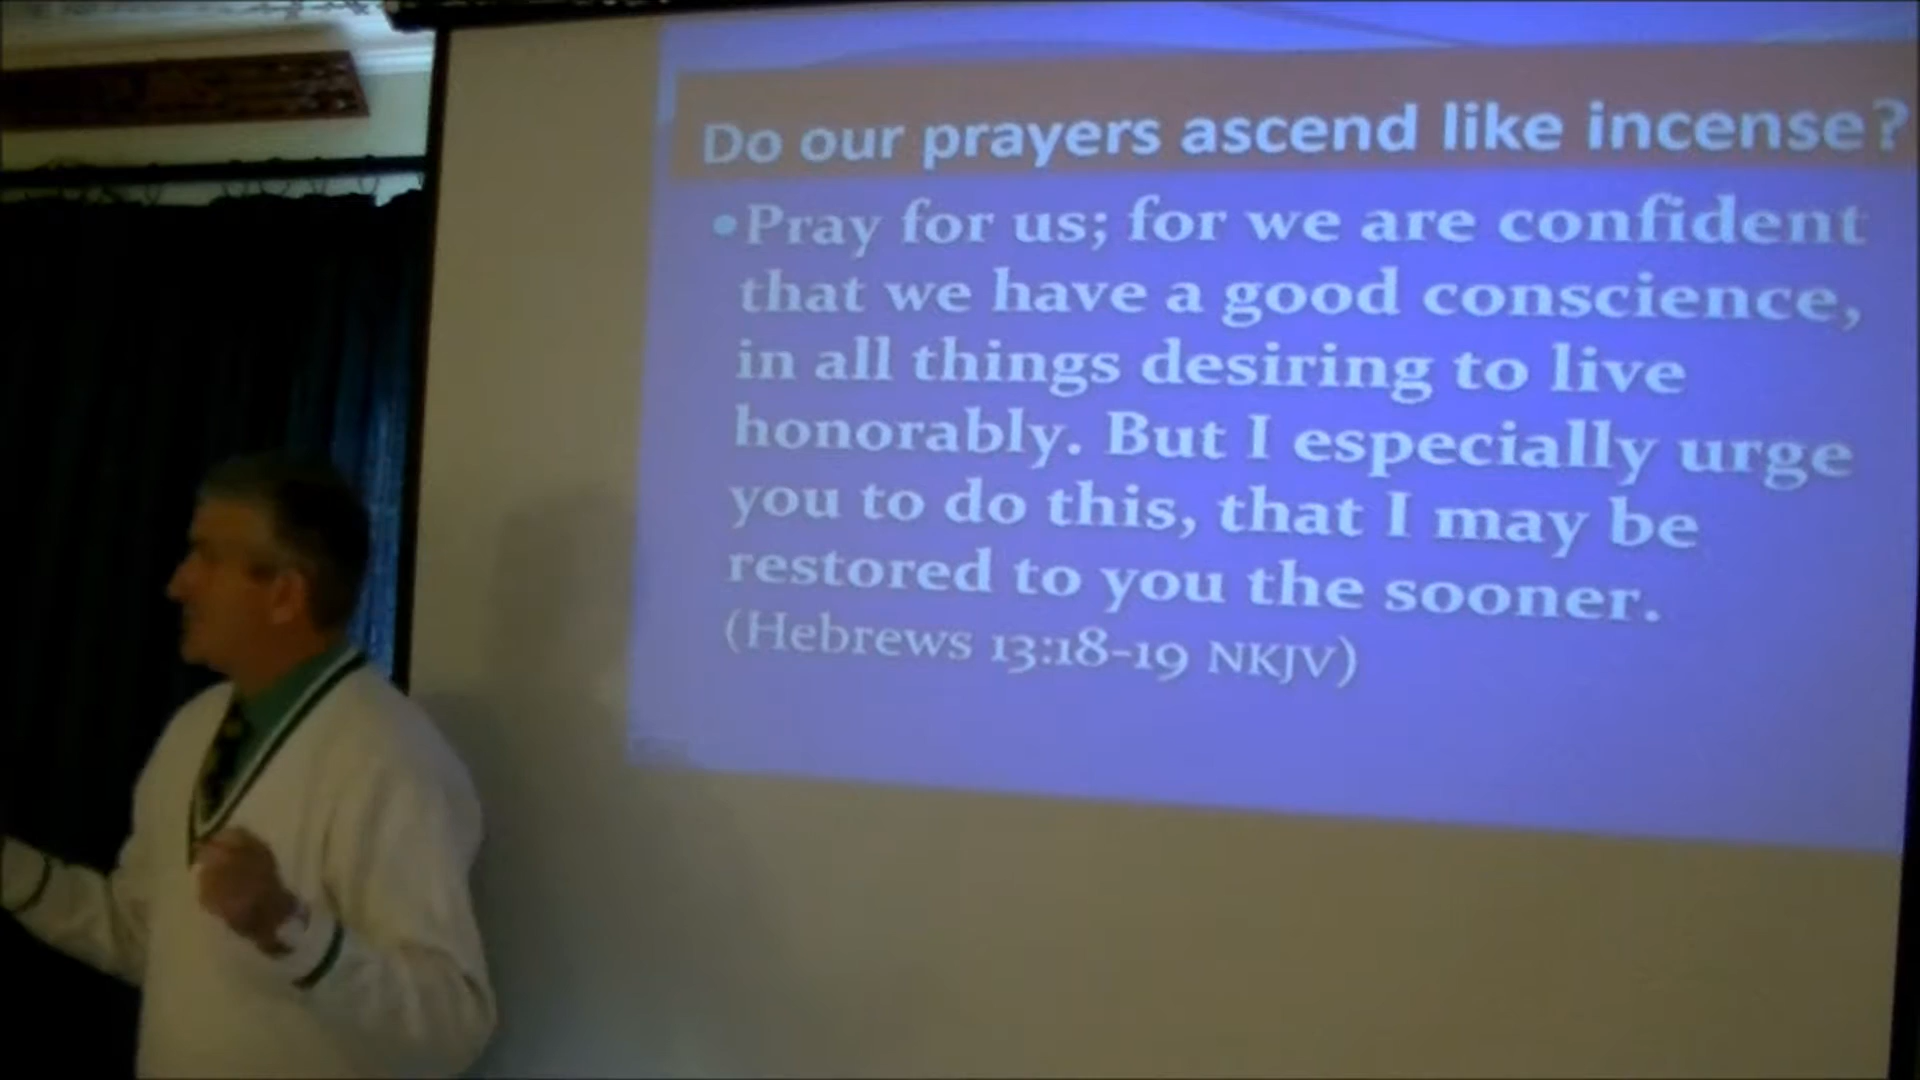 Do our prayers ascend like incense?
•Pray for us; for we are confident
that we have a good conscience,
in all things desiring to live
honorably. But I especially urge
you to do this, that I may be
restored to you the sooner.
(Hebrews 13:18-19 NKJV)